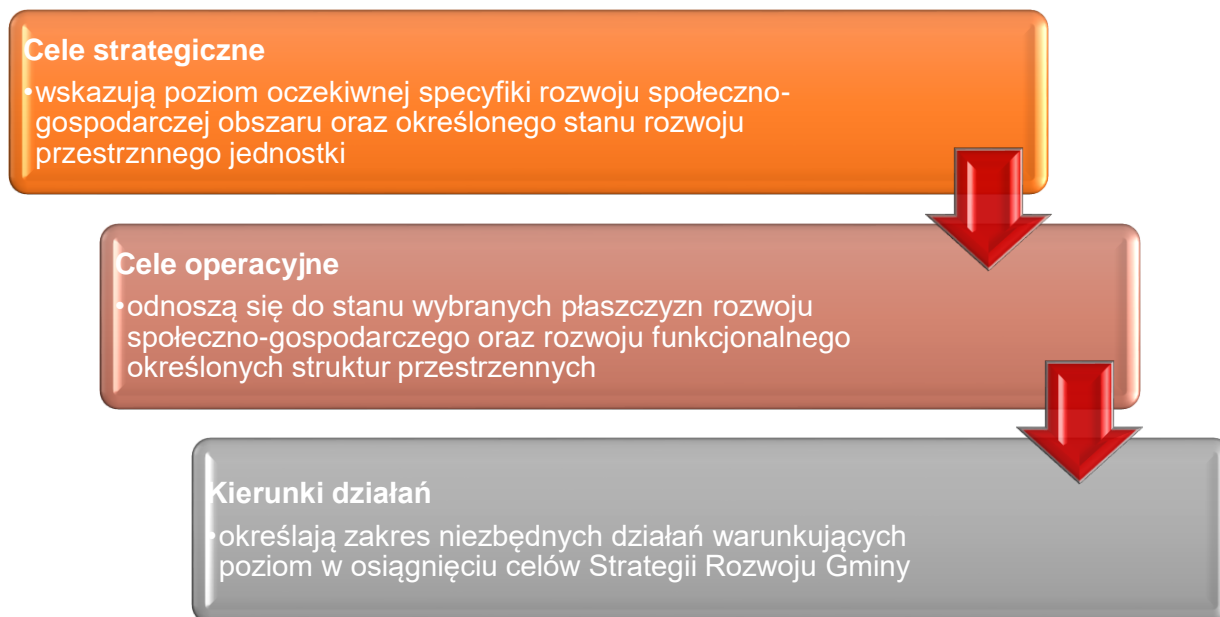 Cele strategiczne
•wskazują poziom oczekiwnej specyfiki rozwoju społeczno-
gospodarczej obszaru oraz określonego stanu rozwoju
przestrznnego jednostki
Cele operacyjne
•odnoszą się do stanu wybranych płaszczyzn rozwoju
społeczno-gospodarczego oraz rozwoju funkcjonalnego
określonych struktur przestrzennych
Kierunki działań
•określają zakres niezbędnych działań warunkujących
poziom w osiągnięciu celów Strategii Rozwoju Gminy